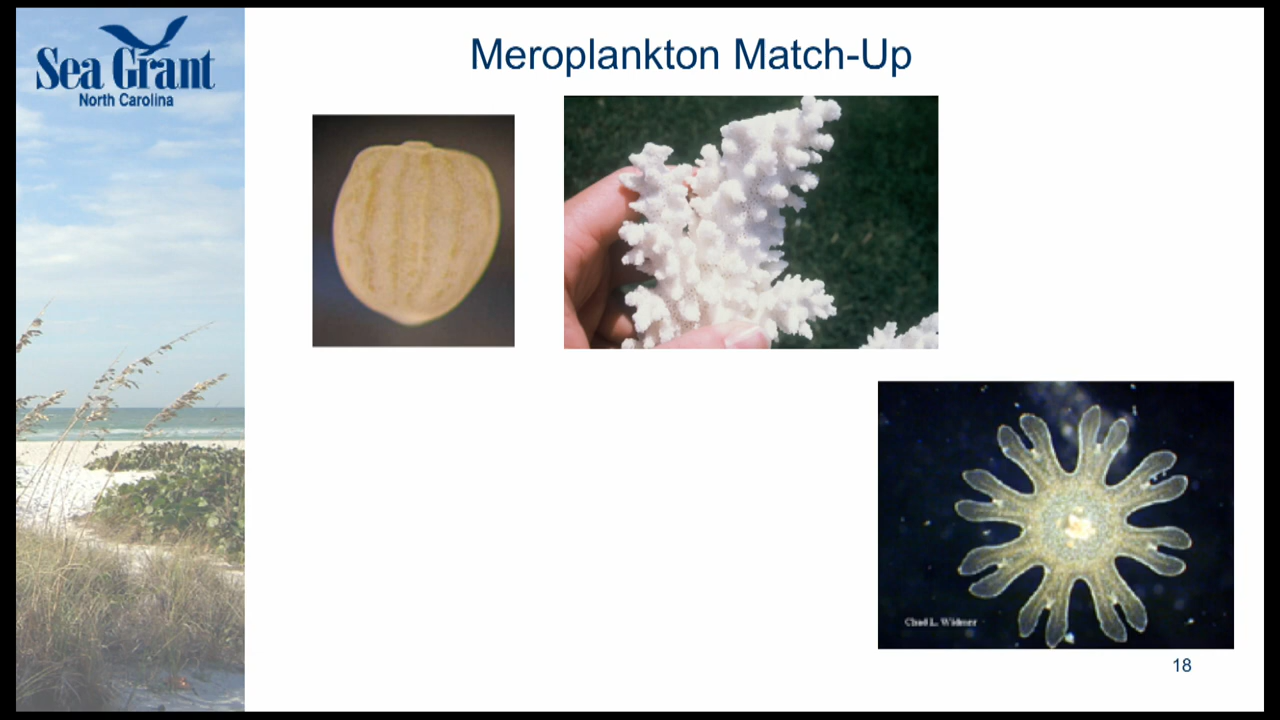 Sea Grant
North Carolina
Meroplankton Match-Up
Chad L. Widmer
18